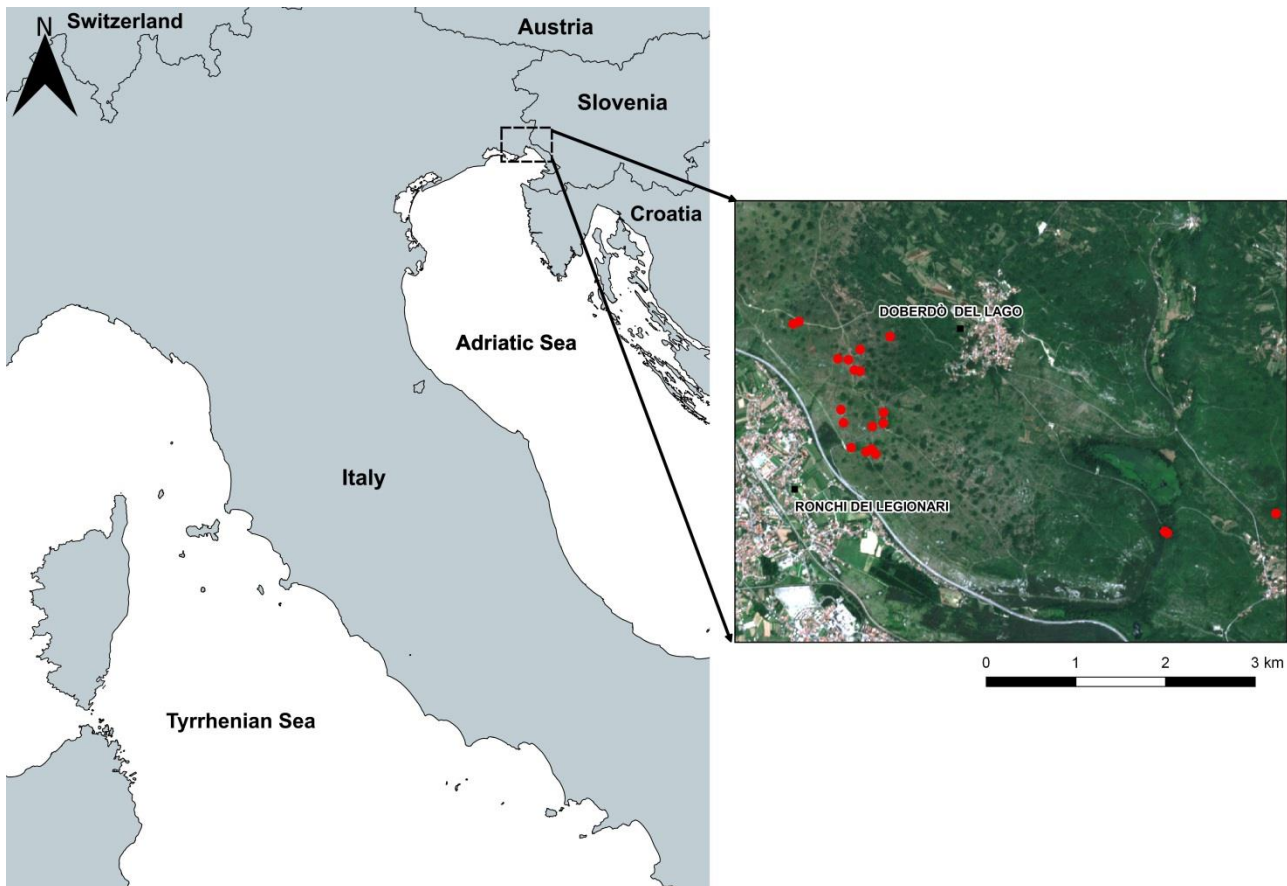 N
Switzerland
Austria
Slovenia
Croatia
Adriatic Sea
Italy
Tyrrhenian Sea
DOBERDÒ DEL LAGO
RONCHI DEI LEGIONARI
0 1 2 3 km